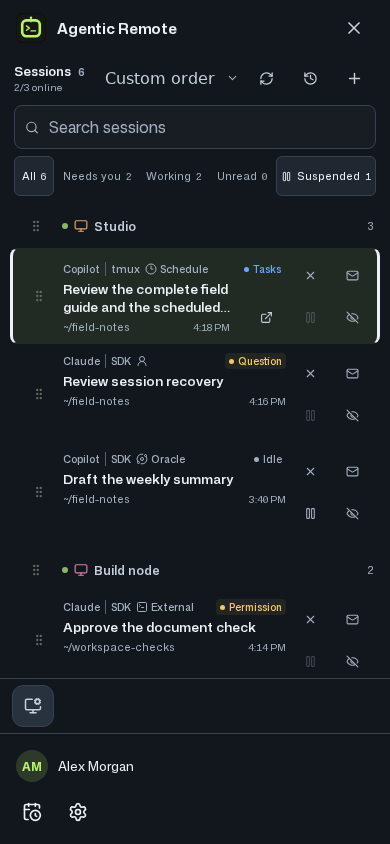 Agentic Remote
Sessions 6
2/3 online
Custom order
Search sessions
All 6
Needs you 2
Working 2
Unread 0
Suspended 1
Studio 3
Copilot | tmux Schedule Tasks
Review the complete field
guide and the scheduled...
~/field-notes 4:18 PM
Claude | SDK Question
Review session recovery
~/field-notes 4:16 PM
Copilot | SDK Oracle Idle
Draft the weekly summary
~/field-notes 3:40 PM
Build node 2
Claude | SDK External Permission
Approve the document check
~/workspace-checks 4:14 PM
AM Alex Morgan